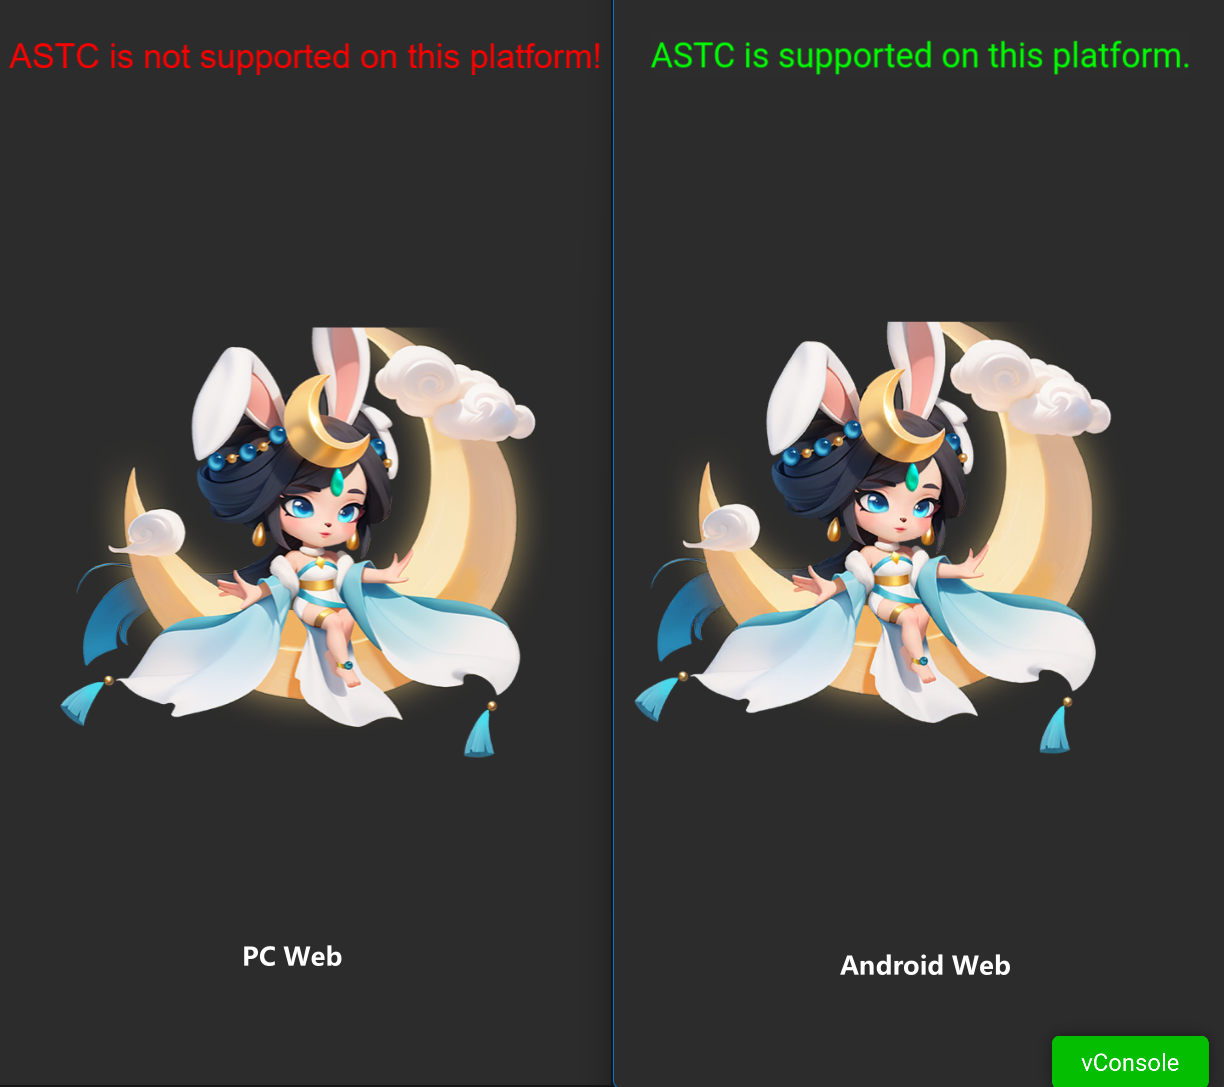 ASTC is not supported on this platform!
ASTC is supported on this platform.
PC Web
Android Web
vConsole